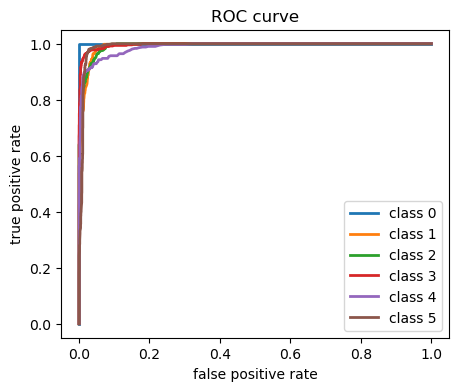 ROC curve
true positive rate
1.0
0.8
0.6
0.4
0.2
0.0
class 0
class 1
class 2
class 3
class 4
class 5
0.0 0.2 0.4 0.6 0.8 1.0
false positive rate